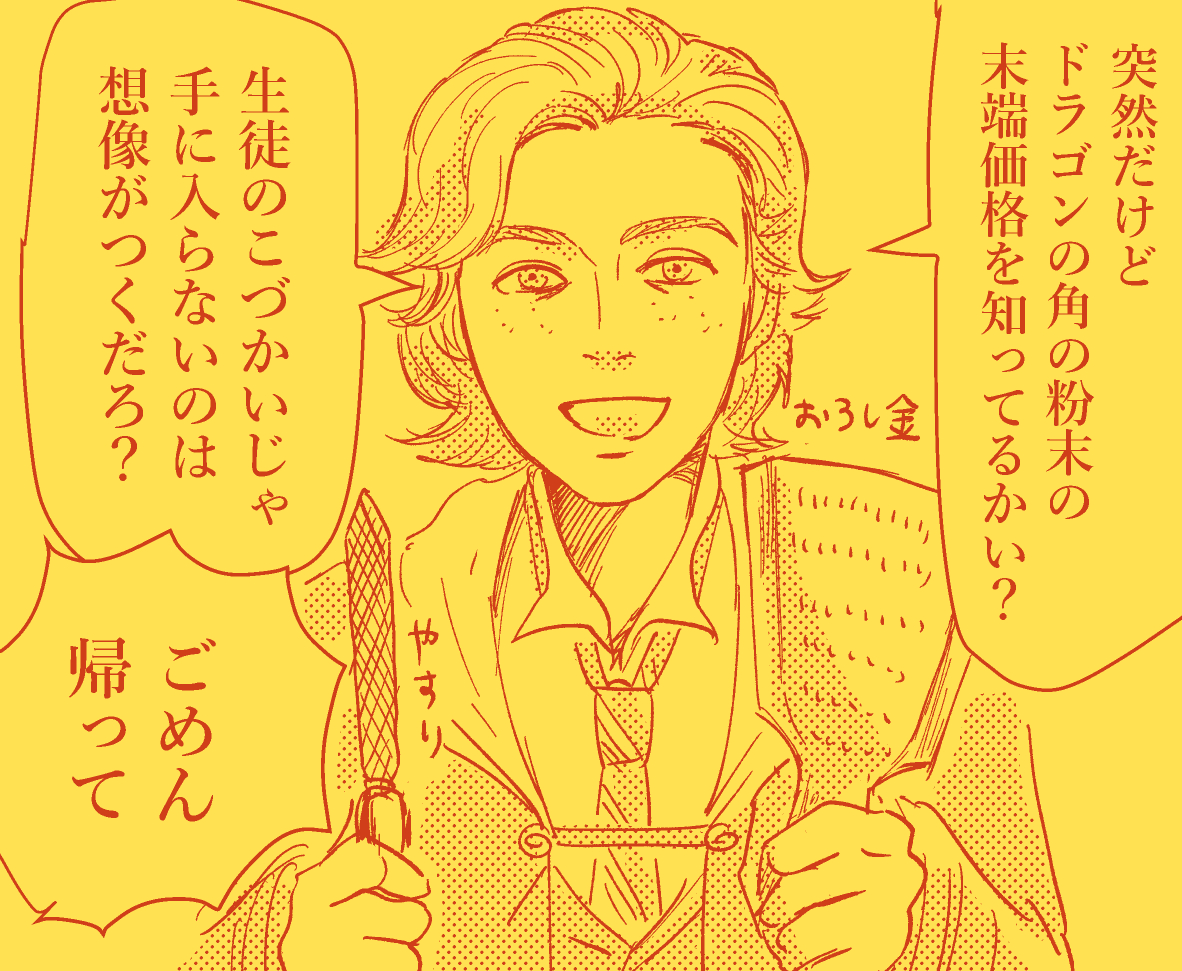 突然だけど
ドラゴンの角の粉末の
末端価格を知ってるかい？
おろし金
生徒のこづかいじゃ
手に入らないのは
想像がつくだろ？
やすり
ごめん
帰って